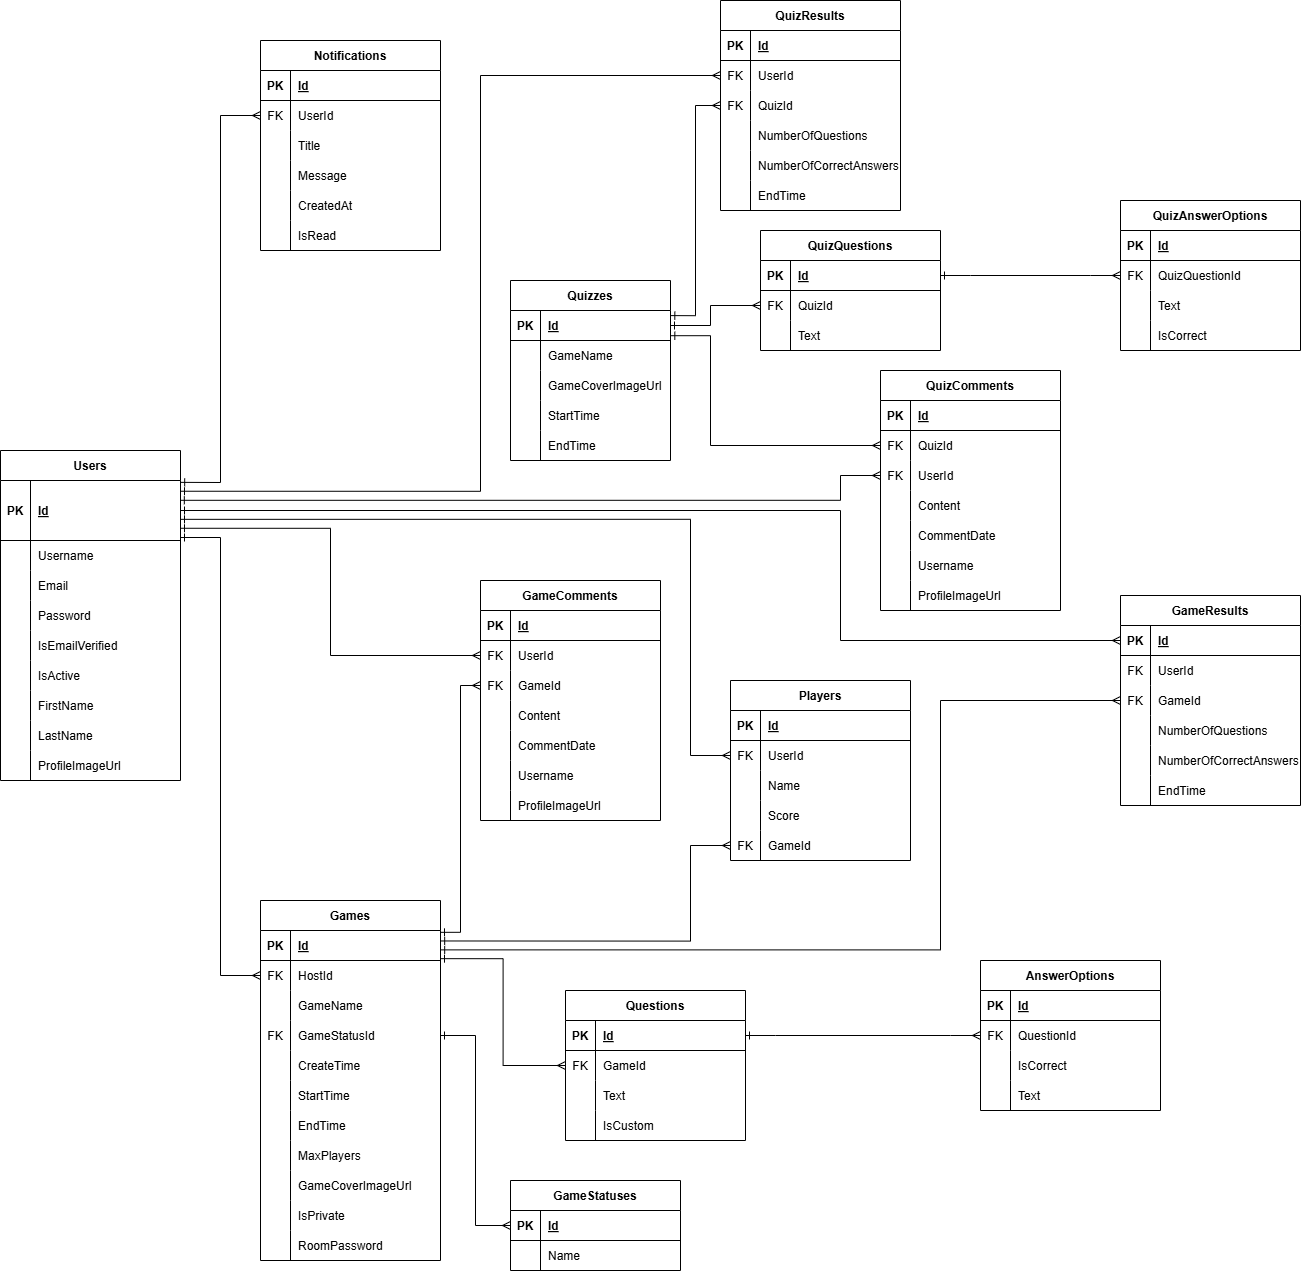 QuizResults
PK Id
FK UserId
FK QuizId
NumberOfQuestions
NumberOfCorrectAnswers
EndTime
Notifications
PK Id
FK UserId
Title
Message
CreatedAt
IsRead
QuizAnswerOptions
PK Id
FK QuizQuestionId
Text
IsCorrect
QuizQuestions
PK Id
FK QuizId
Text
Quizzes
PK Id
GameName
GameCoverImageUrl
StartTime
EndTime
QuizComments
PK Id
FK QuizId
FK UserId
Content
CommentDate
Username
ProfileImageUrl
Users
PK Id
Username
Email
Password
IsEmailVerified
IsActive
FirstName
LastName
ProfileImageUrl
GameComments
PK Id
FK UserId
FK GameId
Content
CommentDate
Username
ProfileImageUrl
GameResults
PK Id
FK UserId
FK GameId
NumberOfQuestions
NumberOfCorrectAnswers
EndTime
Players
PK Id
FK UserId
Name
Score
FK GameId
Games
PK Id
FK HostId
GameName
FK GameStatusId
CreateTime
StartTime
EndTime
MaxPlayers
GameCoverImageUrl
IsPrivate
RoomPassword
Questions
PK Id
FK GameId
Text
IsCustom
AnswerOptions
PK Id
FK QuestionId
IsCorrect
Text
GameStatuses
PK Id
Name